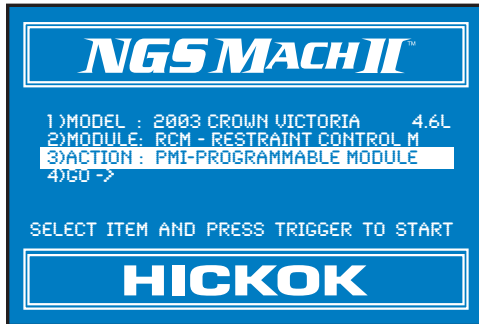 NGS MACH II™
1)MODEL : 2003 CROWN VICTORIA 4.6L
2)MODULE: RCM - RESTRAINT CONTROL M
3)ACTION : PMI-PROGRAMMABLE MODULE
4)GO ->
SELECT ITEM AND PRESS TRIGGER TO START
HICKOK